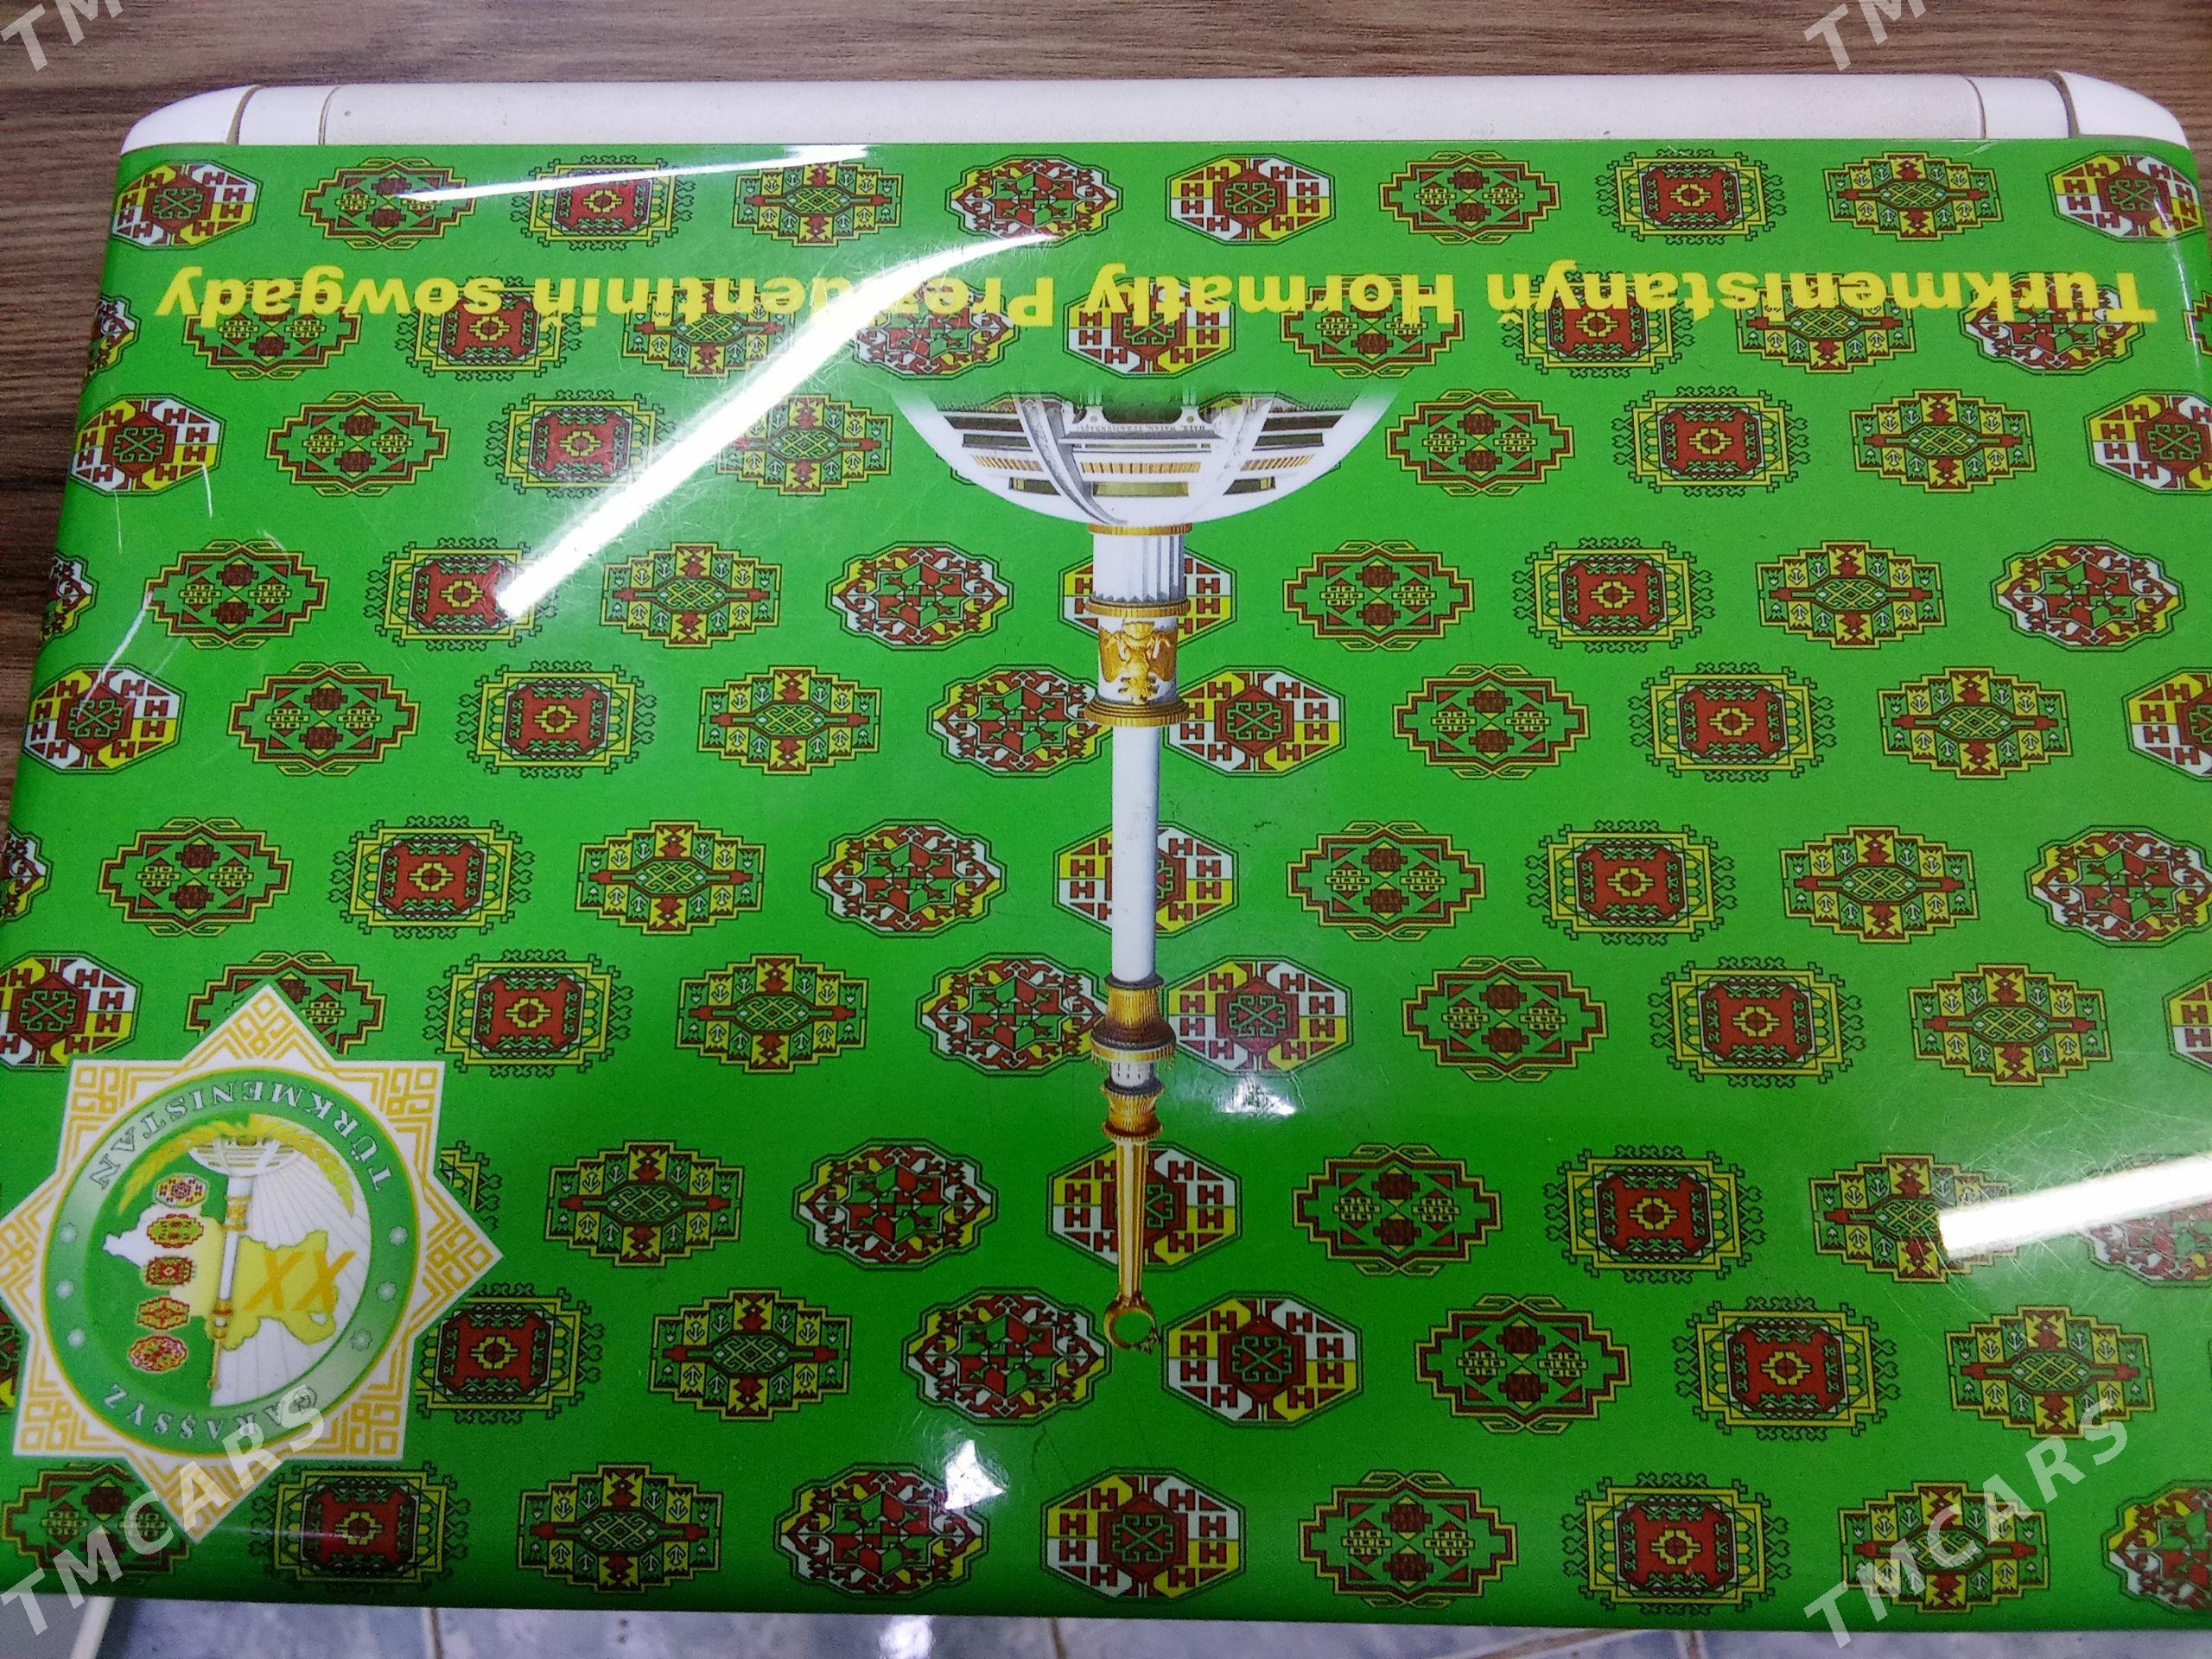 Türkmenistanyň Hormatly Prezidentiniň sowgady
TÜRKMENISTAN
XX
GARAŞSYZ
TMCARS
TMCARS